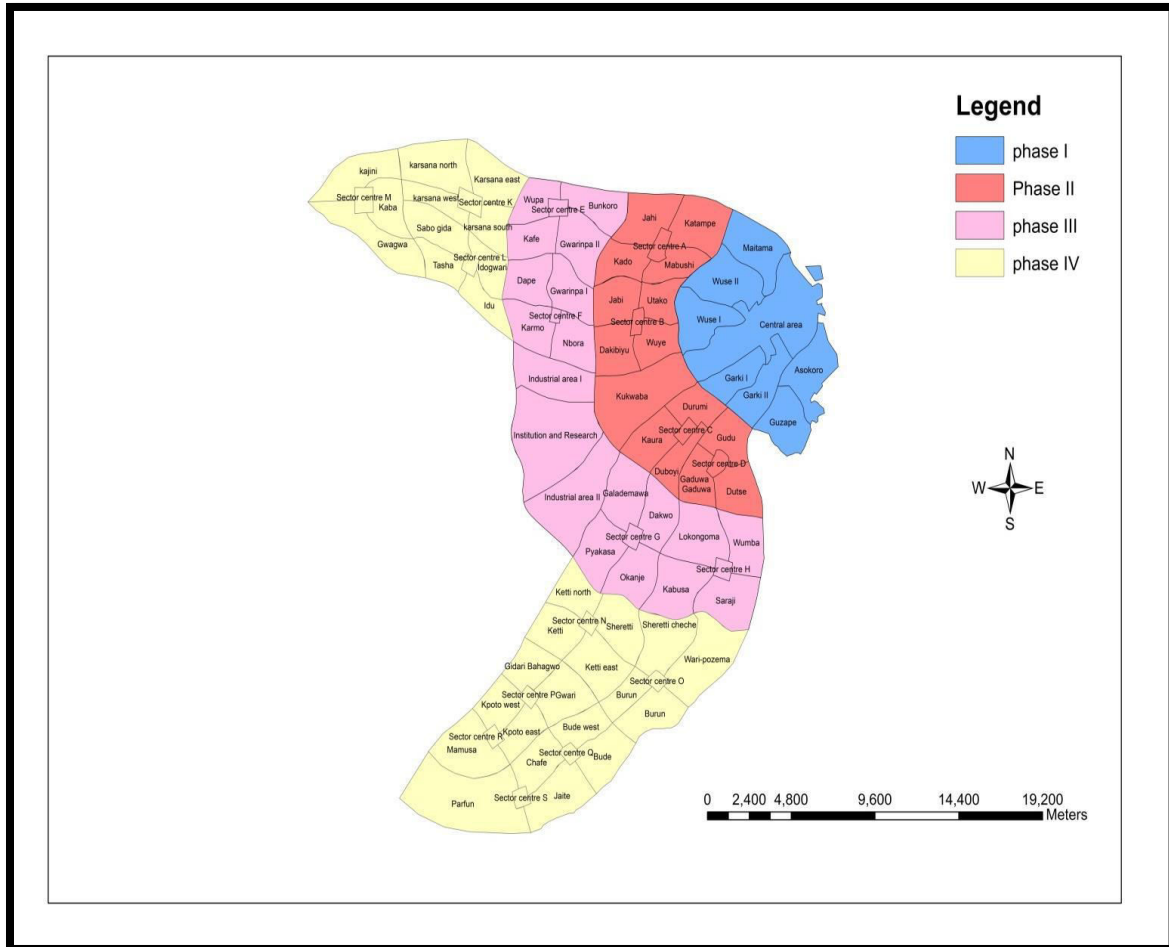 Legend
phase I
Phase II
phase III
phase IV
kajini
karsana north
Karsana east
Sector centre M
Kaba
karsana west
Sector centre K
Sabo gida
karsana south
Gwagwa
Tasha
Sector centre L
Idogwari
Idu
Wupa
Sector centre E
Bunkoro
Kafe
Gwarinpa II
Dape
Gwarinpa I
Sector centre F
Karmo
Nbora
Industrial area I
Institution and Research
Industrial area II
Jahi
Katampe
Sector centre A
Kado
Mabushi
Jabi
Utako
Sector centre B
Dakibiyu
Wuye
Kukwaba
Durumi
Sector centre C
Kaura
Gudu
Duboyi
Sector centre D
Gaduwa
Gaduwa
Dutse
Maitama
Wuse II
Wuse I
Central area
Asokoro
Garki I
Garki II
Guzape
Galademawa
Dakwo
Sector centre G
Lokongoma
Wumba
Pyakasa
Okanje
Sector centre H
Kabusa
Saraji
Ketti north
Sector centre N
Ketti
Sheretti
Sheretti cheche
Wari-pozema
Gidari Bahagwo
Ketti east
Sector centre O
Sector centre P
Gwari
Burun
Kpoto west
Burun
Bude west
Sector centre R
Kpoto east
Mamusa
Sector centre Q
Bude
Chafe
Parfun
Sector centre S
Jaite
N
W
E
S
0 2,400 4,800 9,600 14,400 19,200
Meters